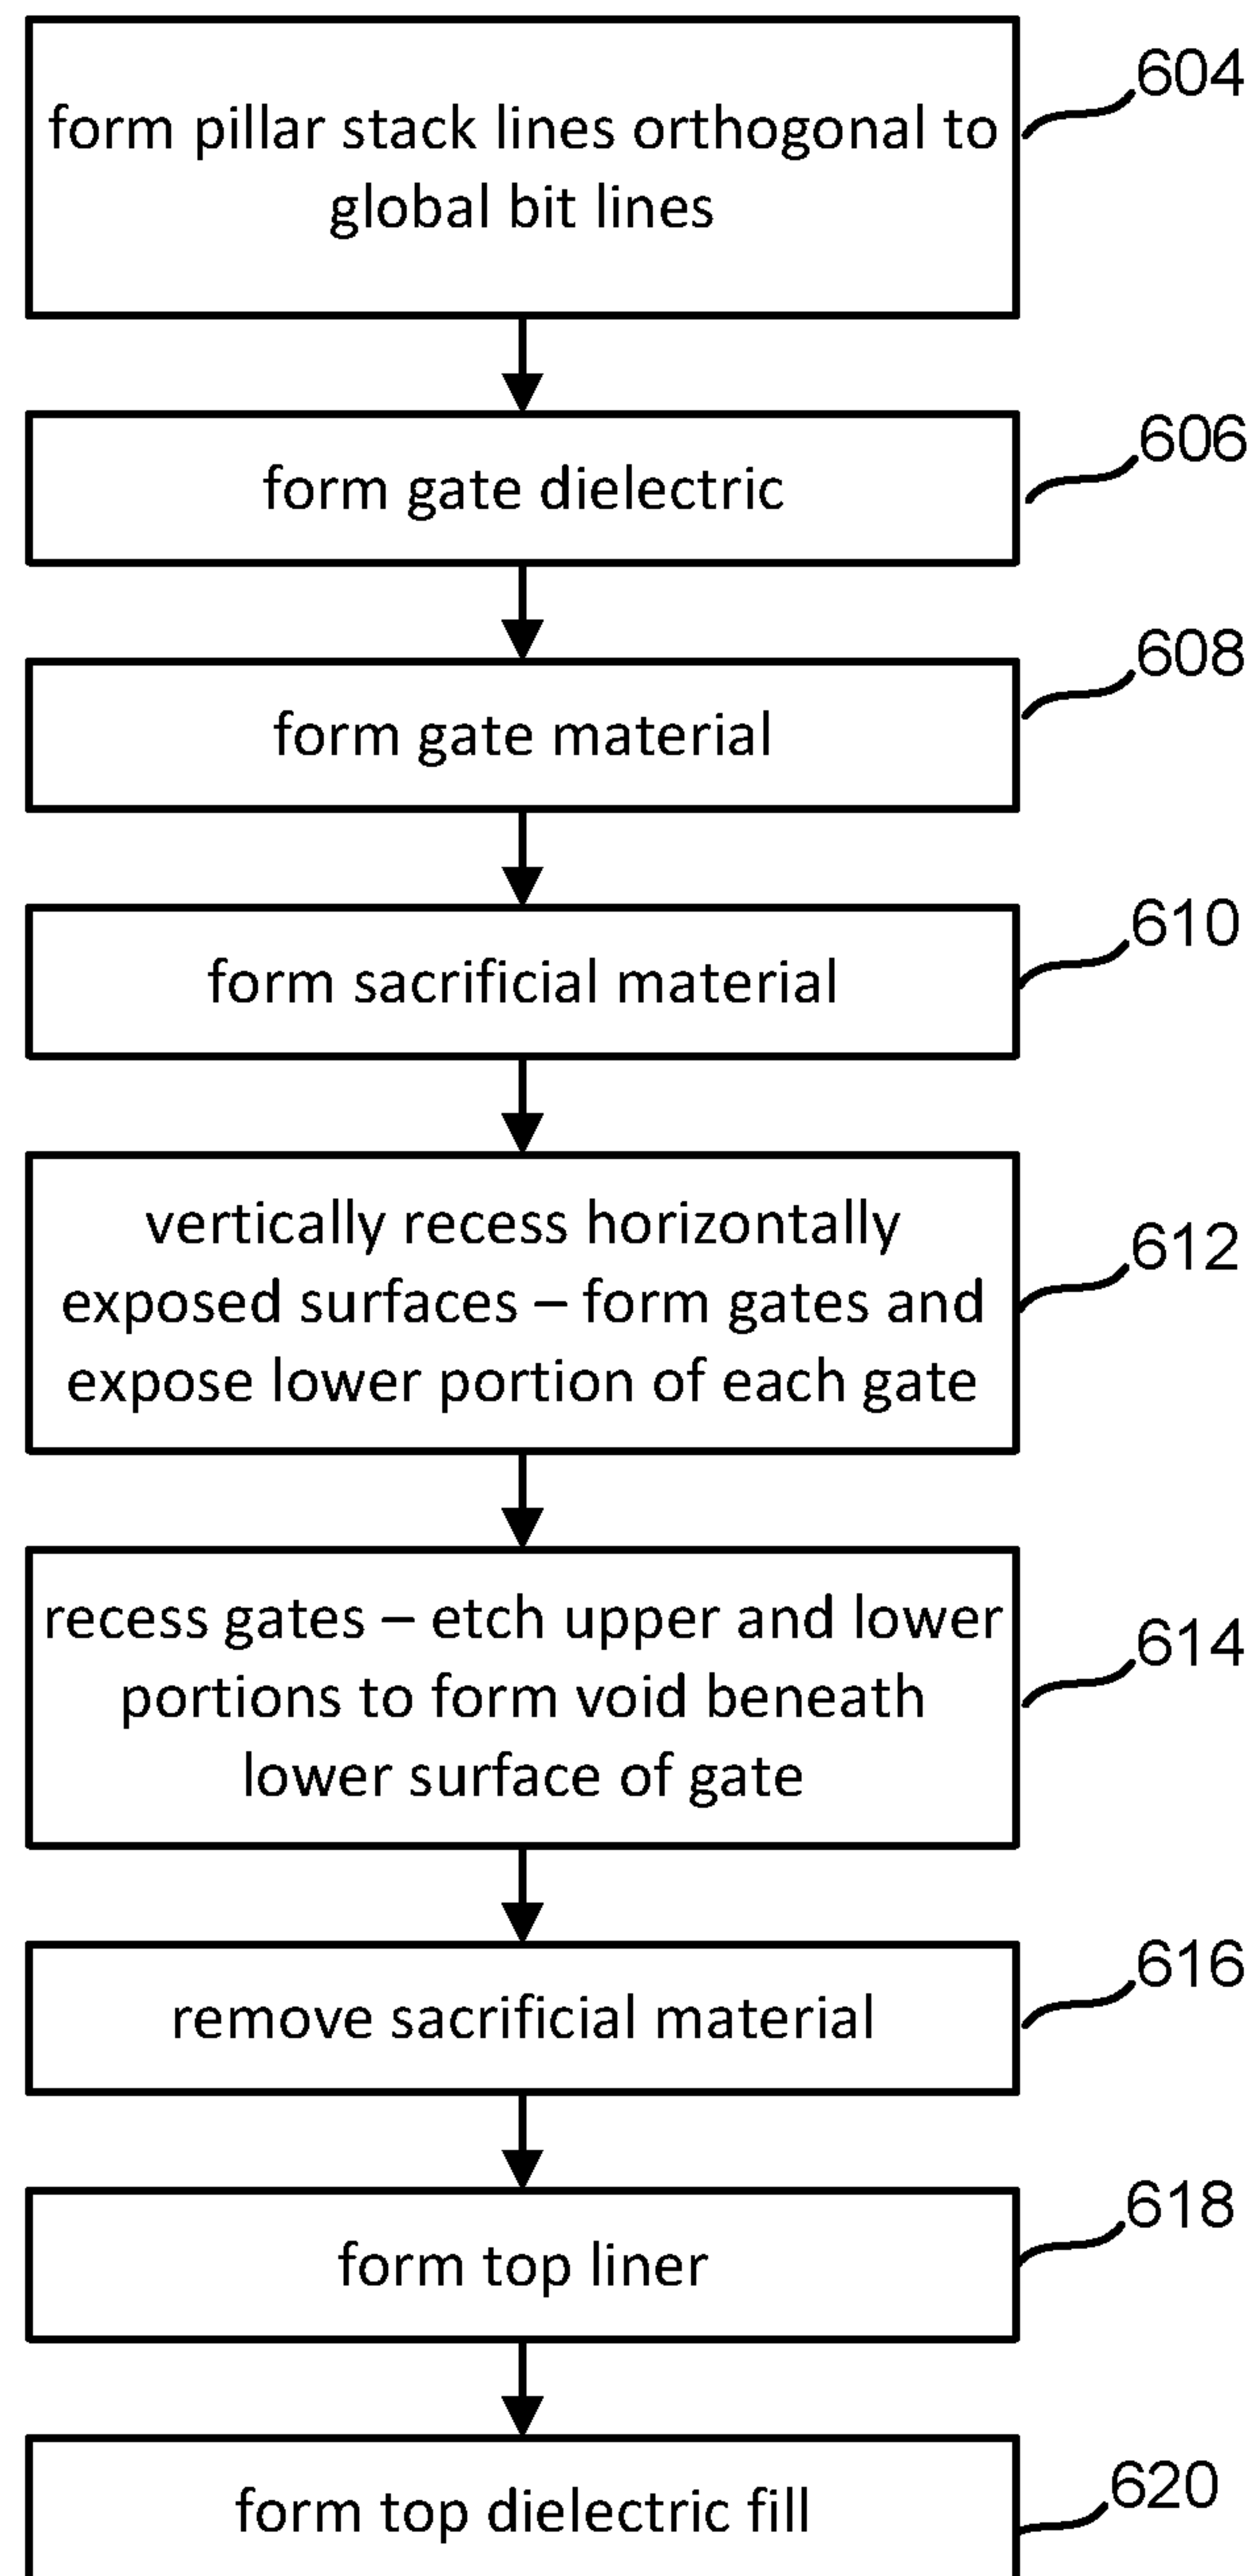 604
form pillar stack lines orthogonal to
global bit lines
606
form gate dielectric
608
form gate material
610
form sacrificial material
612
vertically recess horizontally
exposed surfaces – form gates and
expose lower portion of each gate
614
recess gates – etch upper and lower
portions to form void beneath
lower surface of gate
616
remove sacrificial material
618
form top liner
620
form top dielectric fill